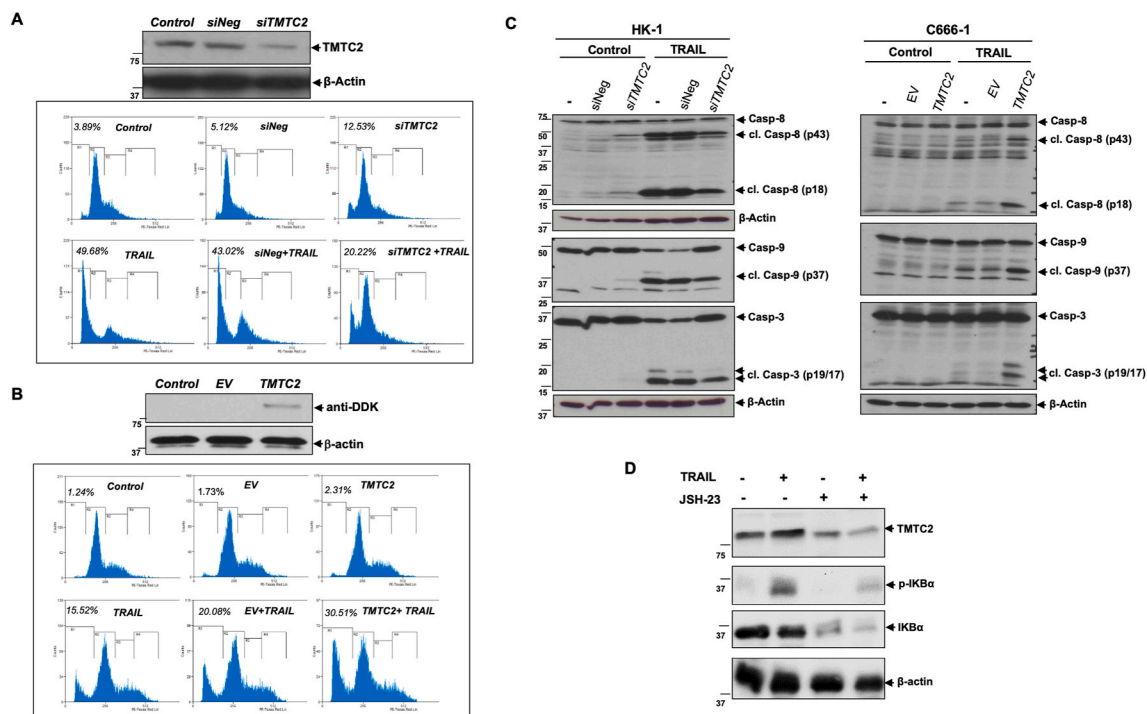 A
Control siNeg siTMTC2
TMTC2
75
β-Actin
37
3.89% Control
5.12% siNeg
12.53% siTMTC2
49.68% TRAIL
43.02% siNeg+TRAIL
20.22% siTMTC2 +TRAIL
B
Control EV TMTC2
anti-DDK
75
β-actin
37
1.24% Control
1.73% EV
2.31% TMTC2
15.52% TRAIL
20.08% EV+TRAIL
30.51% TMTC2+ TRAIL
C
HK-1
Control TRAIL
- siNeg siTMTC2 - siNeg siTMTC2
75
50
37
25
20
15
Casp-8
cl. Casp-8 (p43)
cl. Casp-8 (p18)
37
β-Actin
50
37
25
Casp-9
cl. Casp-9 (p37)
37
25
20
15
Casp-3
cl. Casp-3 (p19/17)
37
β-Actin
C666-1
Control TRAIL
- EV TMTC2 - EV TMTC2
Casp-8
cl. Casp-8 (p43)
cl. Casp-8 (p18)
Casp-9
cl. Casp-9 (p37)
Casp-3
cl. Casp-3 (p19/17)
β-Actin
D
TRAIL - + - +
JSH-23 - - + +
TMTC2
75
37
p-IKBα
37
IKBα
β-actin
37